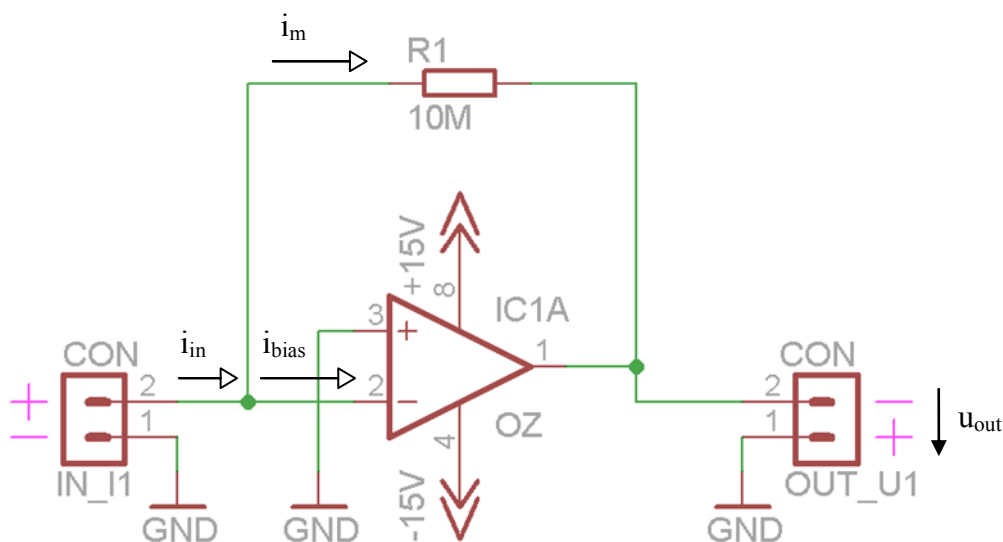 i_m
R1
10M
+15V
8
3
+
IC1A
1
i_in
i_bias
CON
2
1
+
−
IN_I1
2
−
OZ
4
-15V
CON
2
1
−
+
u_out
OUT_U1
GND
GND
GND